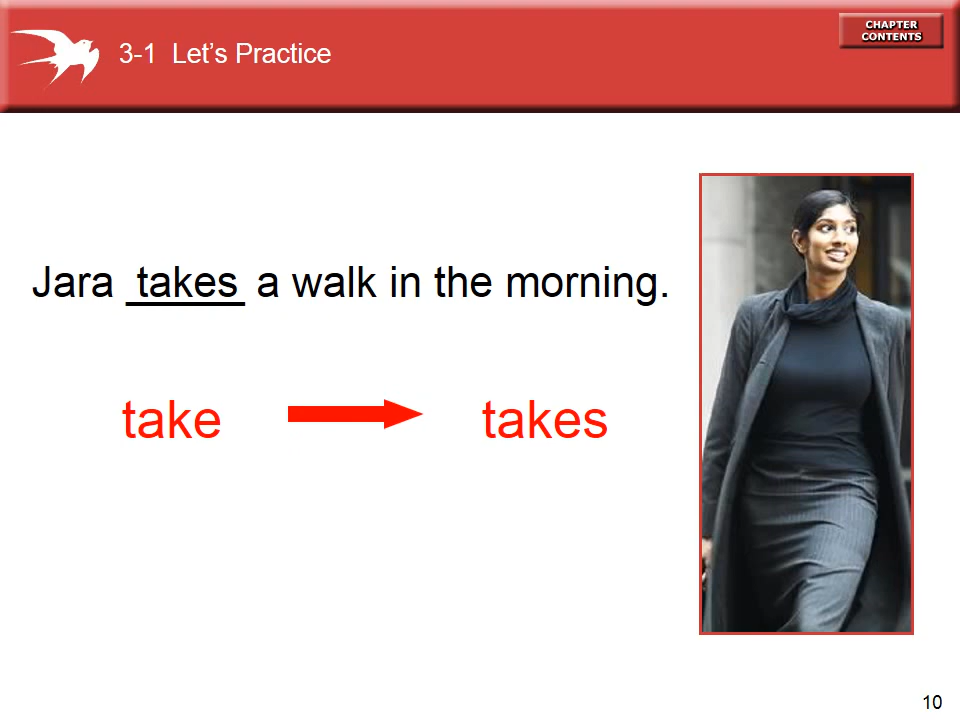 CHAPTER
CONTENTS
3-1 Let’s Practice
Jara takes a walk in the morning.
take takes
10